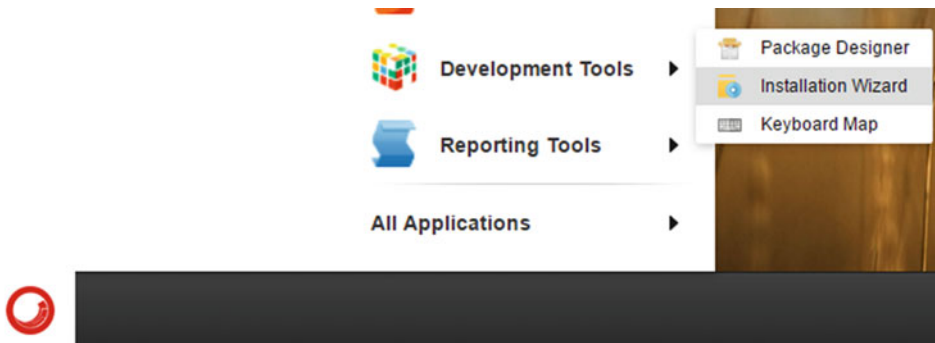 Development Tools
Reporting Tools
All Applications
Package Designer
Installation Wizard
Keyboard Map